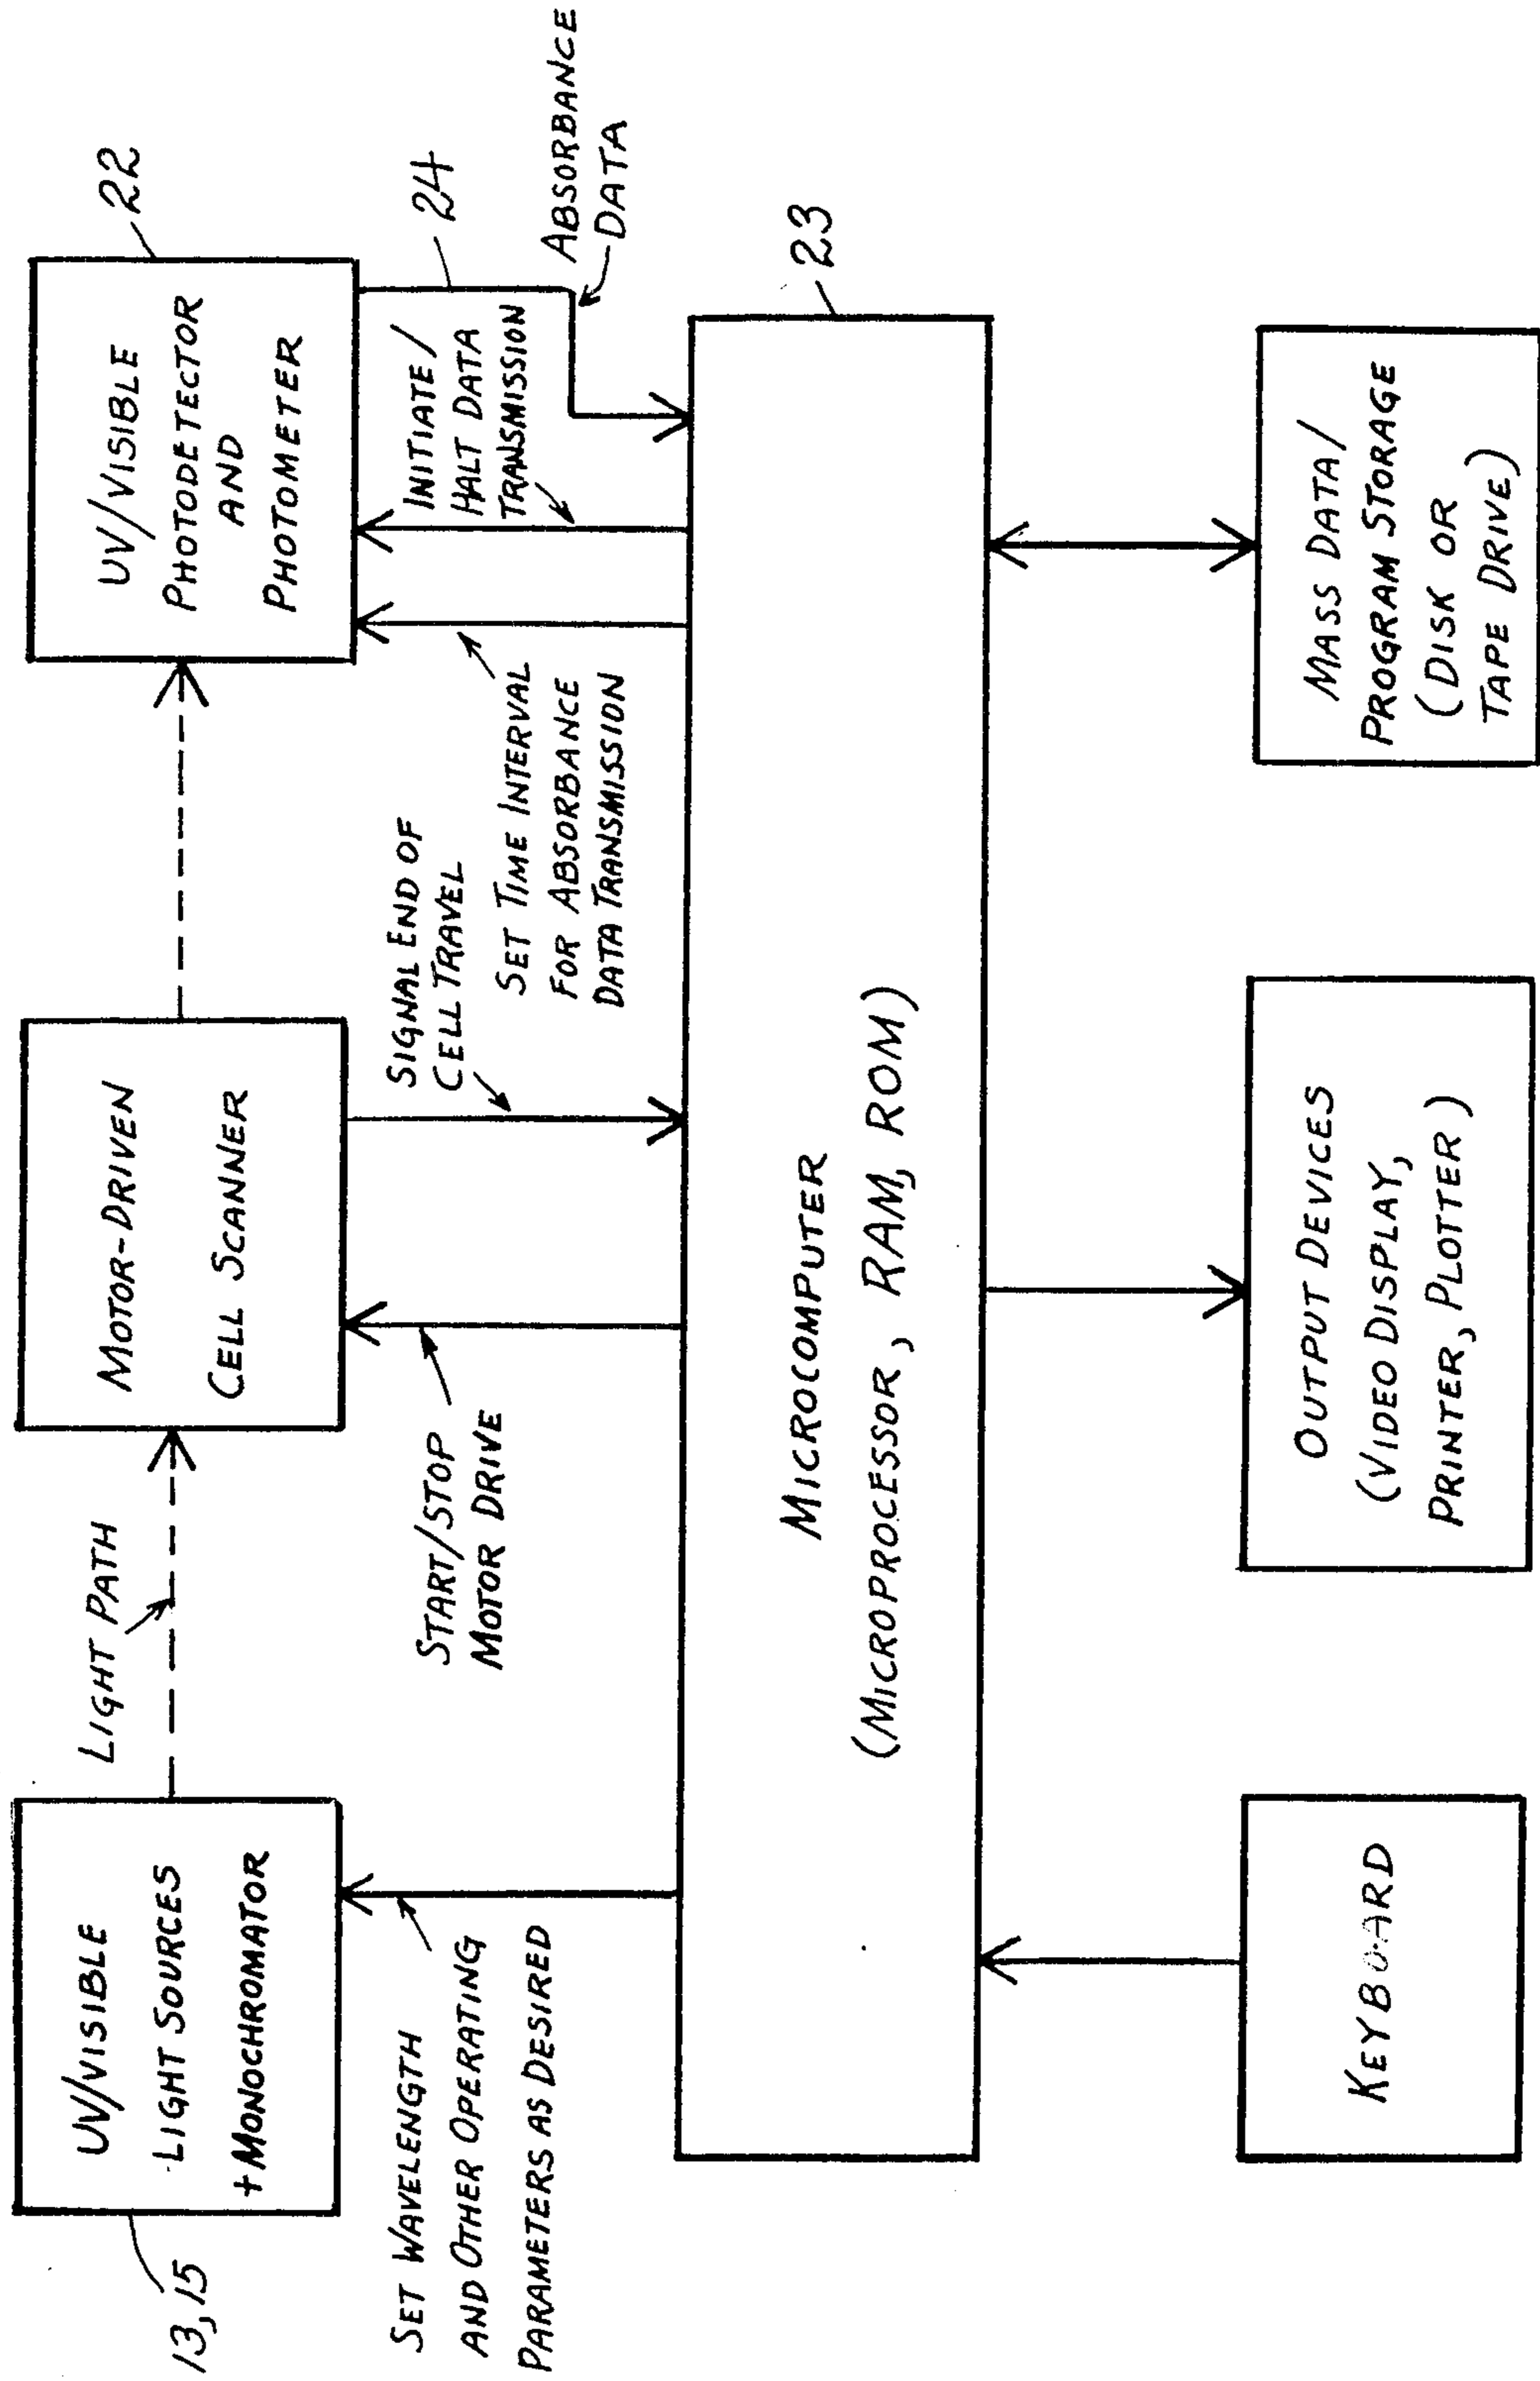 13, 15
UV/VISIBLE
LIGHT SOURCES
+ MONOCHROMATOR
LIGHT PATH
MOTOR-DRIVEN
CELL SCANNER
22
UV/VISIBLE
PHOTODETECTOR
AND
PHOTOMETER
SET WAVELENGTH
AND OTHER OPERATING
PARAMETERS AS DESIRED
START/STOP
MOTOR DRIVE
SIGNAL END OF
CELL TRAVEL
SET TIME INTERVAL
FOR ABSORBANCE
DATA TRANSMISSION
INITIATE/
HALT DATA
TRANSMISSION
24
ABSORBANCE
DATA
23
MICROCOMPUTER
(MICROPROCESSOR, RAM, ROM)
KEYBOARD
OUTPUT DEVICES
(VIDEO DISPLAY,
PRINTER, PLOTTER)
MASS DATA/
PROGRAM STORAGE
(DISK OR
TAPE DRIVE)